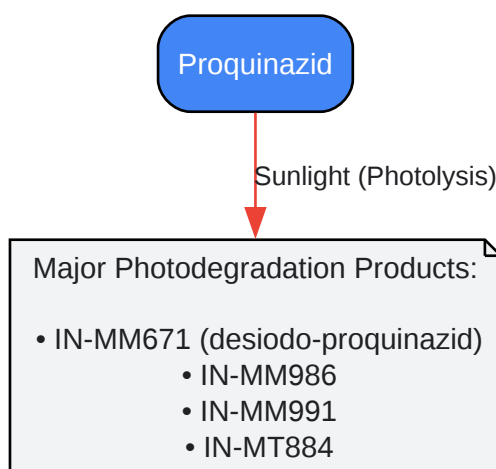 Proquinazid
Sunlight (Photolysis)
Major Photodegradation Products:
• IN-MM671 (desiodo-proquinazid)
• IN-MM986
• IN-MM991
• IN-MT884